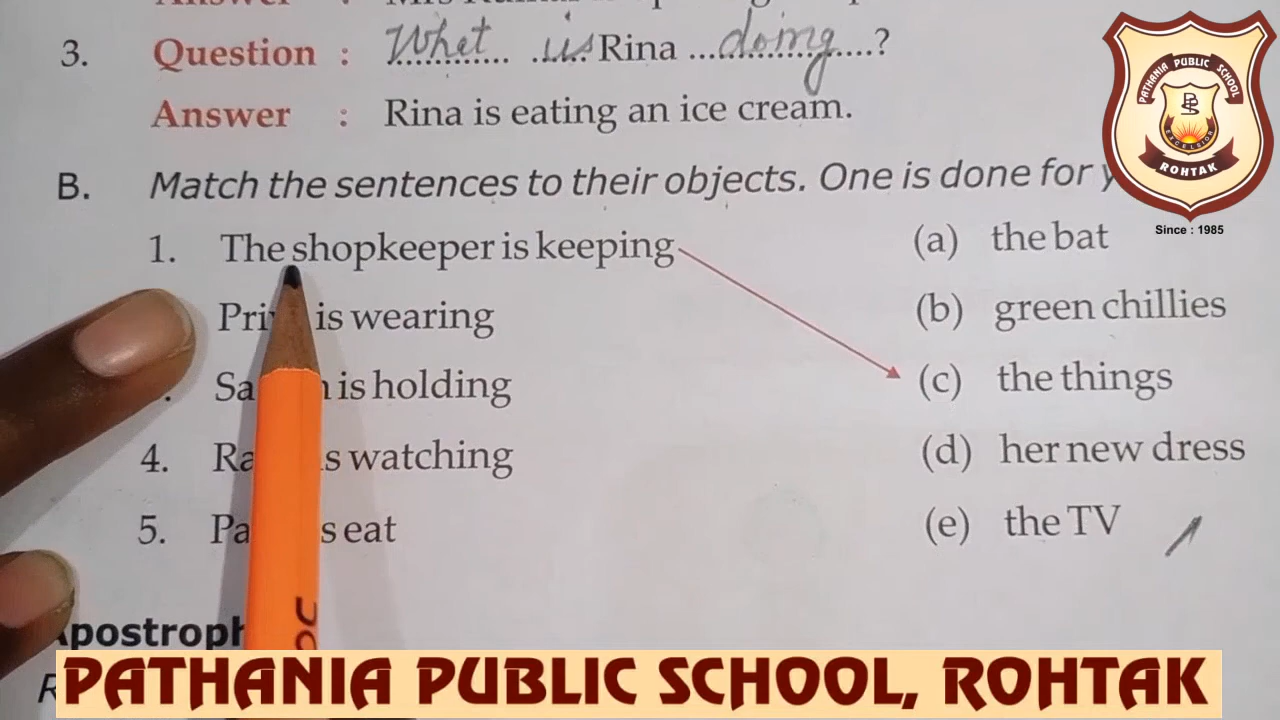 3. Question : What is Rina ...doing...?
Answer : Rina is eating an ice cream.
B. Match the sentences to their objects. One is done for
1. The shopkeeper is keeping
(a) the bat
is wearing
(b) green chillies
is holding
(c) the things
4. watching
(d) her new dress
5. eat
(e) the TV
PATHANIA PUBLIC SCHOOL
EXCELSIOR
ROHTAK
Since : 1985
PATHANIA PUBLIC SCHOOL, ROHTAK